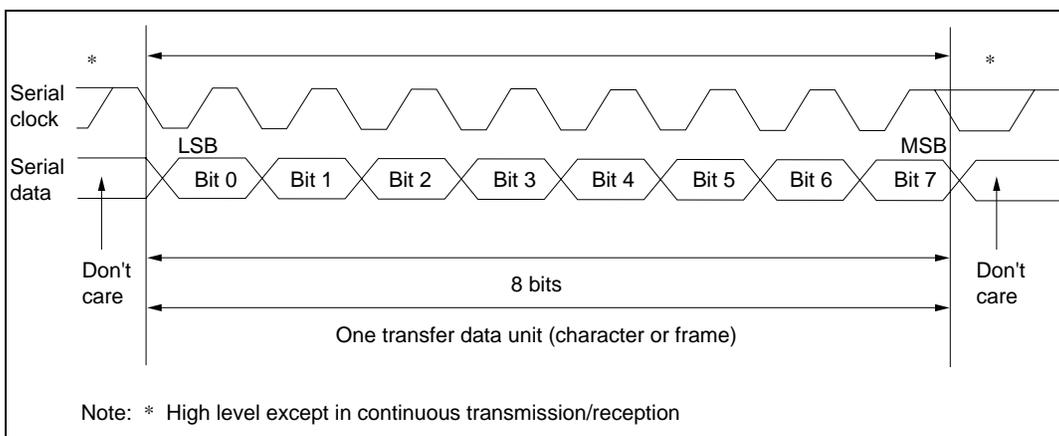 * *
Serial clock
LSB MSB
Serial data
Bit 0 Bit 1 Bit 2 Bit 3 Bit 4 Bit 5 Bit 6 Bit 7
Don't care
Don't care
8 bits
One transfer data unit (character or frame)
Note: * High level except in continuous transmission/reception